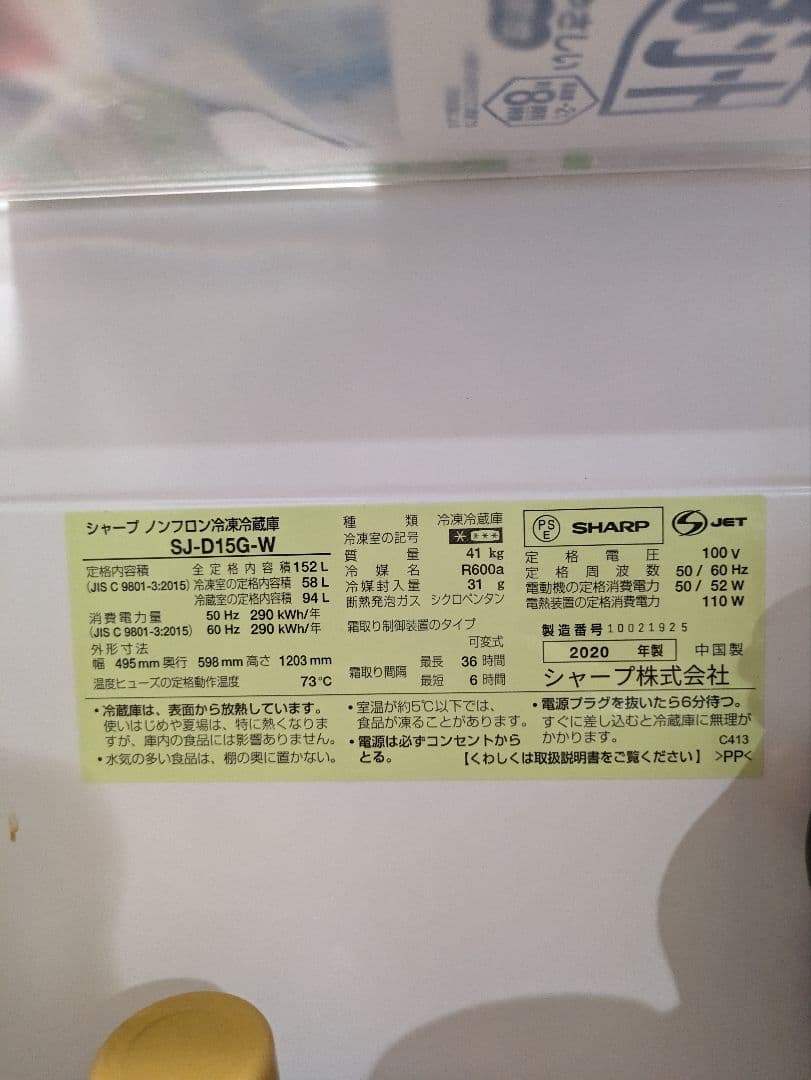 やさしい
シャープ ノンフロン冷凍冷蔵庫
SJ-D15G-W
定格内容積 全定格内容積 152 L
(JIS C 9801-3:2015) 冷凍室の定格内容積 58 L
冷蔵室の定格内容積 94 L
消費電力量 50 Hz 290 kWh/年
(JIS C 9801-3:2015) 60 Hz 290 kWh/年
外形寸法
幅 495 mm 奥行 598 mm 高さ 1203 mm
温度ヒューズの定格動作温度 73℃
種類 冷凍冷蔵庫
冷凍室の記号 * ***
質量 41 kg
冷媒名 R600a
冷媒封入量 31 g
断熱発泡ガス シクロペンタン
霜取り制御装置のタイプ
可変式
霜取り間隔 最長 36 時間
最短 6 時間
PS E SHARP JET
定格電圧 100 V
定格周波数 50 / 60 Hz
電動機の定格消費電力 50 / 52 W
電熱装置の定格消費電力 110 W
製造番号 10021925
2020 年製 中国製
シャープ株式会社
・冷蔵庫は、表面から放熱しています。
使いはじめや夏場は、特に熱くなりま
すが、庫内の食品には影響ありません。
・水気の多い食品は、棚の奥に置かない。
・室温が約5℃以下では、
食品が凍ることがあります。
・電源は必ずコンセントから
とる。
・電源プラグを抜いたら6分待つ。
すぐに差し込むと冷蔵庫に無理が
かかります。 C413
【くわしくは取扱説明書をご覧ください】 >PP<